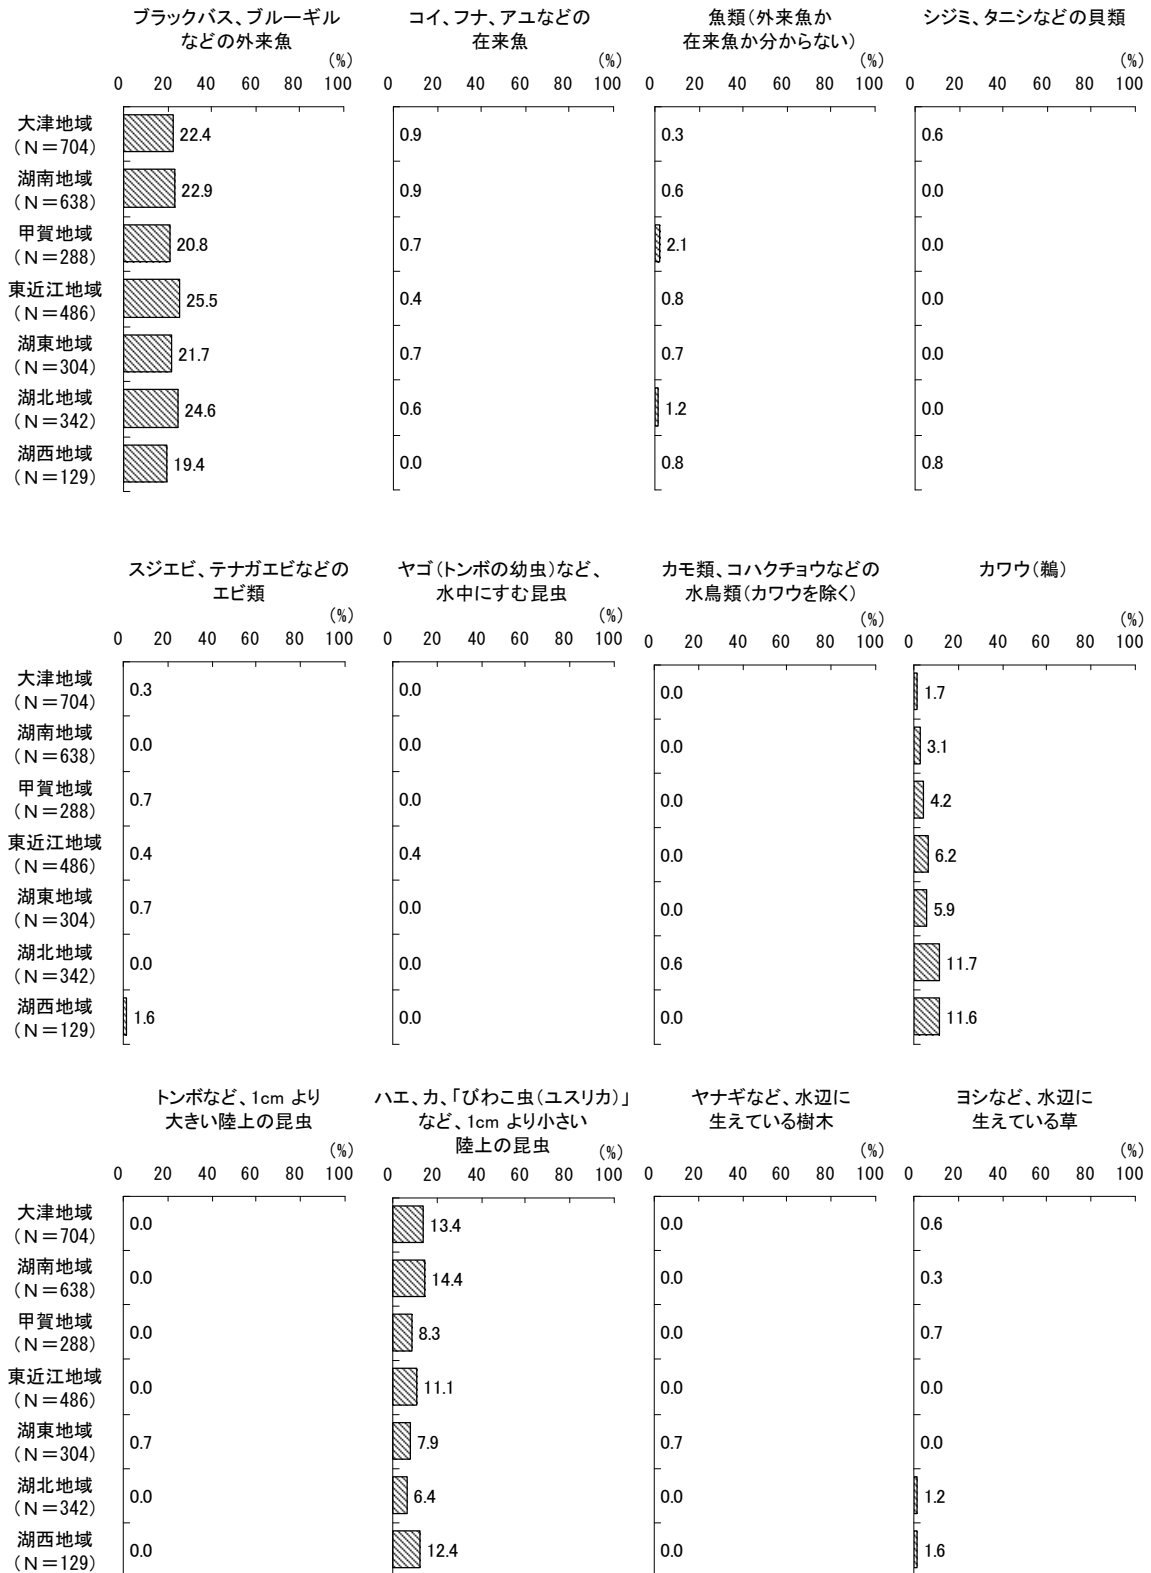 ブラックバス、ブルーギル
などの外来魚
コイ、フナ、アユなどの
在来魚
魚類（外来魚か
在来魚か分からない）
シジミ、タニシなどの貝類
(%) (%) (%) (%)
0 20 40 60 80 100 0 20 40 60 80 100 0 20 40 60 80 100 0 20 40 60 80 100
大津地域
（Ｎ＝704） 22.4 0.9 0.3 0.6
湖南地域
（Ｎ＝638） 22.9 0.9 0.6 0.0
甲賀地域
（Ｎ＝288） 20.8 0.7 2.1 0.0
東近江地域
（Ｎ＝486） 25.5 0.4 0.8 0.0
湖東地域
（Ｎ＝304） 21.7 0.7 0.7 0.0
湖北地域
（Ｎ＝342） 24.6 0.6 1.2 0.0
湖西地域
（Ｎ＝129） 19.4 0.0 0.8 0.8
スジエビ、テナガエビなどの
エビ類
ヤゴ（トンボの幼虫）など、
水中にすむ昆虫
カモ類、コハクチョウなどの
水鳥類（カワウを除く）
カワウ（鵜）
(%) (%) (%) (%)
0 20 40 60 80 100 0 20 40 60 80 100 0 20 40 60 80 100 0 20 40 60 80 100
大津地域
（Ｎ＝704） 0.3 0.0 0.0 1.7
湖南地域
（Ｎ＝638） 0.0 0.0 0.0 3.1
甲賀地域
（Ｎ＝288） 0.7 0.0 0.0 4.2
東近江地域
（Ｎ＝486） 0.4 0.4 0.0 6.2
湖東地域
（Ｎ＝304） 0.7 0.0 0.0 5.9
湖北地域
（Ｎ＝342） 0.0 0.0 0.6 11.7
湖西地域
（Ｎ＝129） 1.6 0.0 0.0 11.6
トンボなど、1cm より
大きい陸上の昆虫
ハエ、カ、「びわこ虫（ユスリカ）」
など、1cm より小さい
陸上の昆虫
ヤナギなど、水辺に
生えている樹木
ヨシなど、水辺に
生えている草
(%) (%) (%) (%)
0 20 40 60 80 100 0 20 40 60 80 100 0 20 40 60 80 100 0 20 40 60 80 100
大津地域
（Ｎ＝704） 0.0 13.4 0.0 0.6
湖南地域
（Ｎ＝638） 0.0 14.4 0.0 0.3
甲賀地域
（Ｎ＝288） 0.0 8.3 0.0 0.7
東近江地域
（Ｎ＝486） 0.0 11.1 0.0 0.0
湖東地域
（Ｎ＝304） 0.7 7.9 0.7 0.0
湖北地域
（Ｎ＝342） 0.0 6.4 0.0 1.2
湖西地域
（Ｎ＝129） 0.0 12.4 0.0 1.6